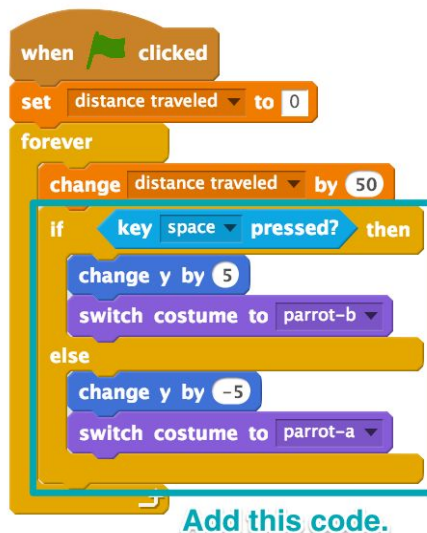 when clicked
set distance traveled to 0
forever
change distance traveled by 50
if key space pressed? then
change y by 5
switch costume to parrot-b
else
change y by -5
switch costume to parrot-a
Add this code.